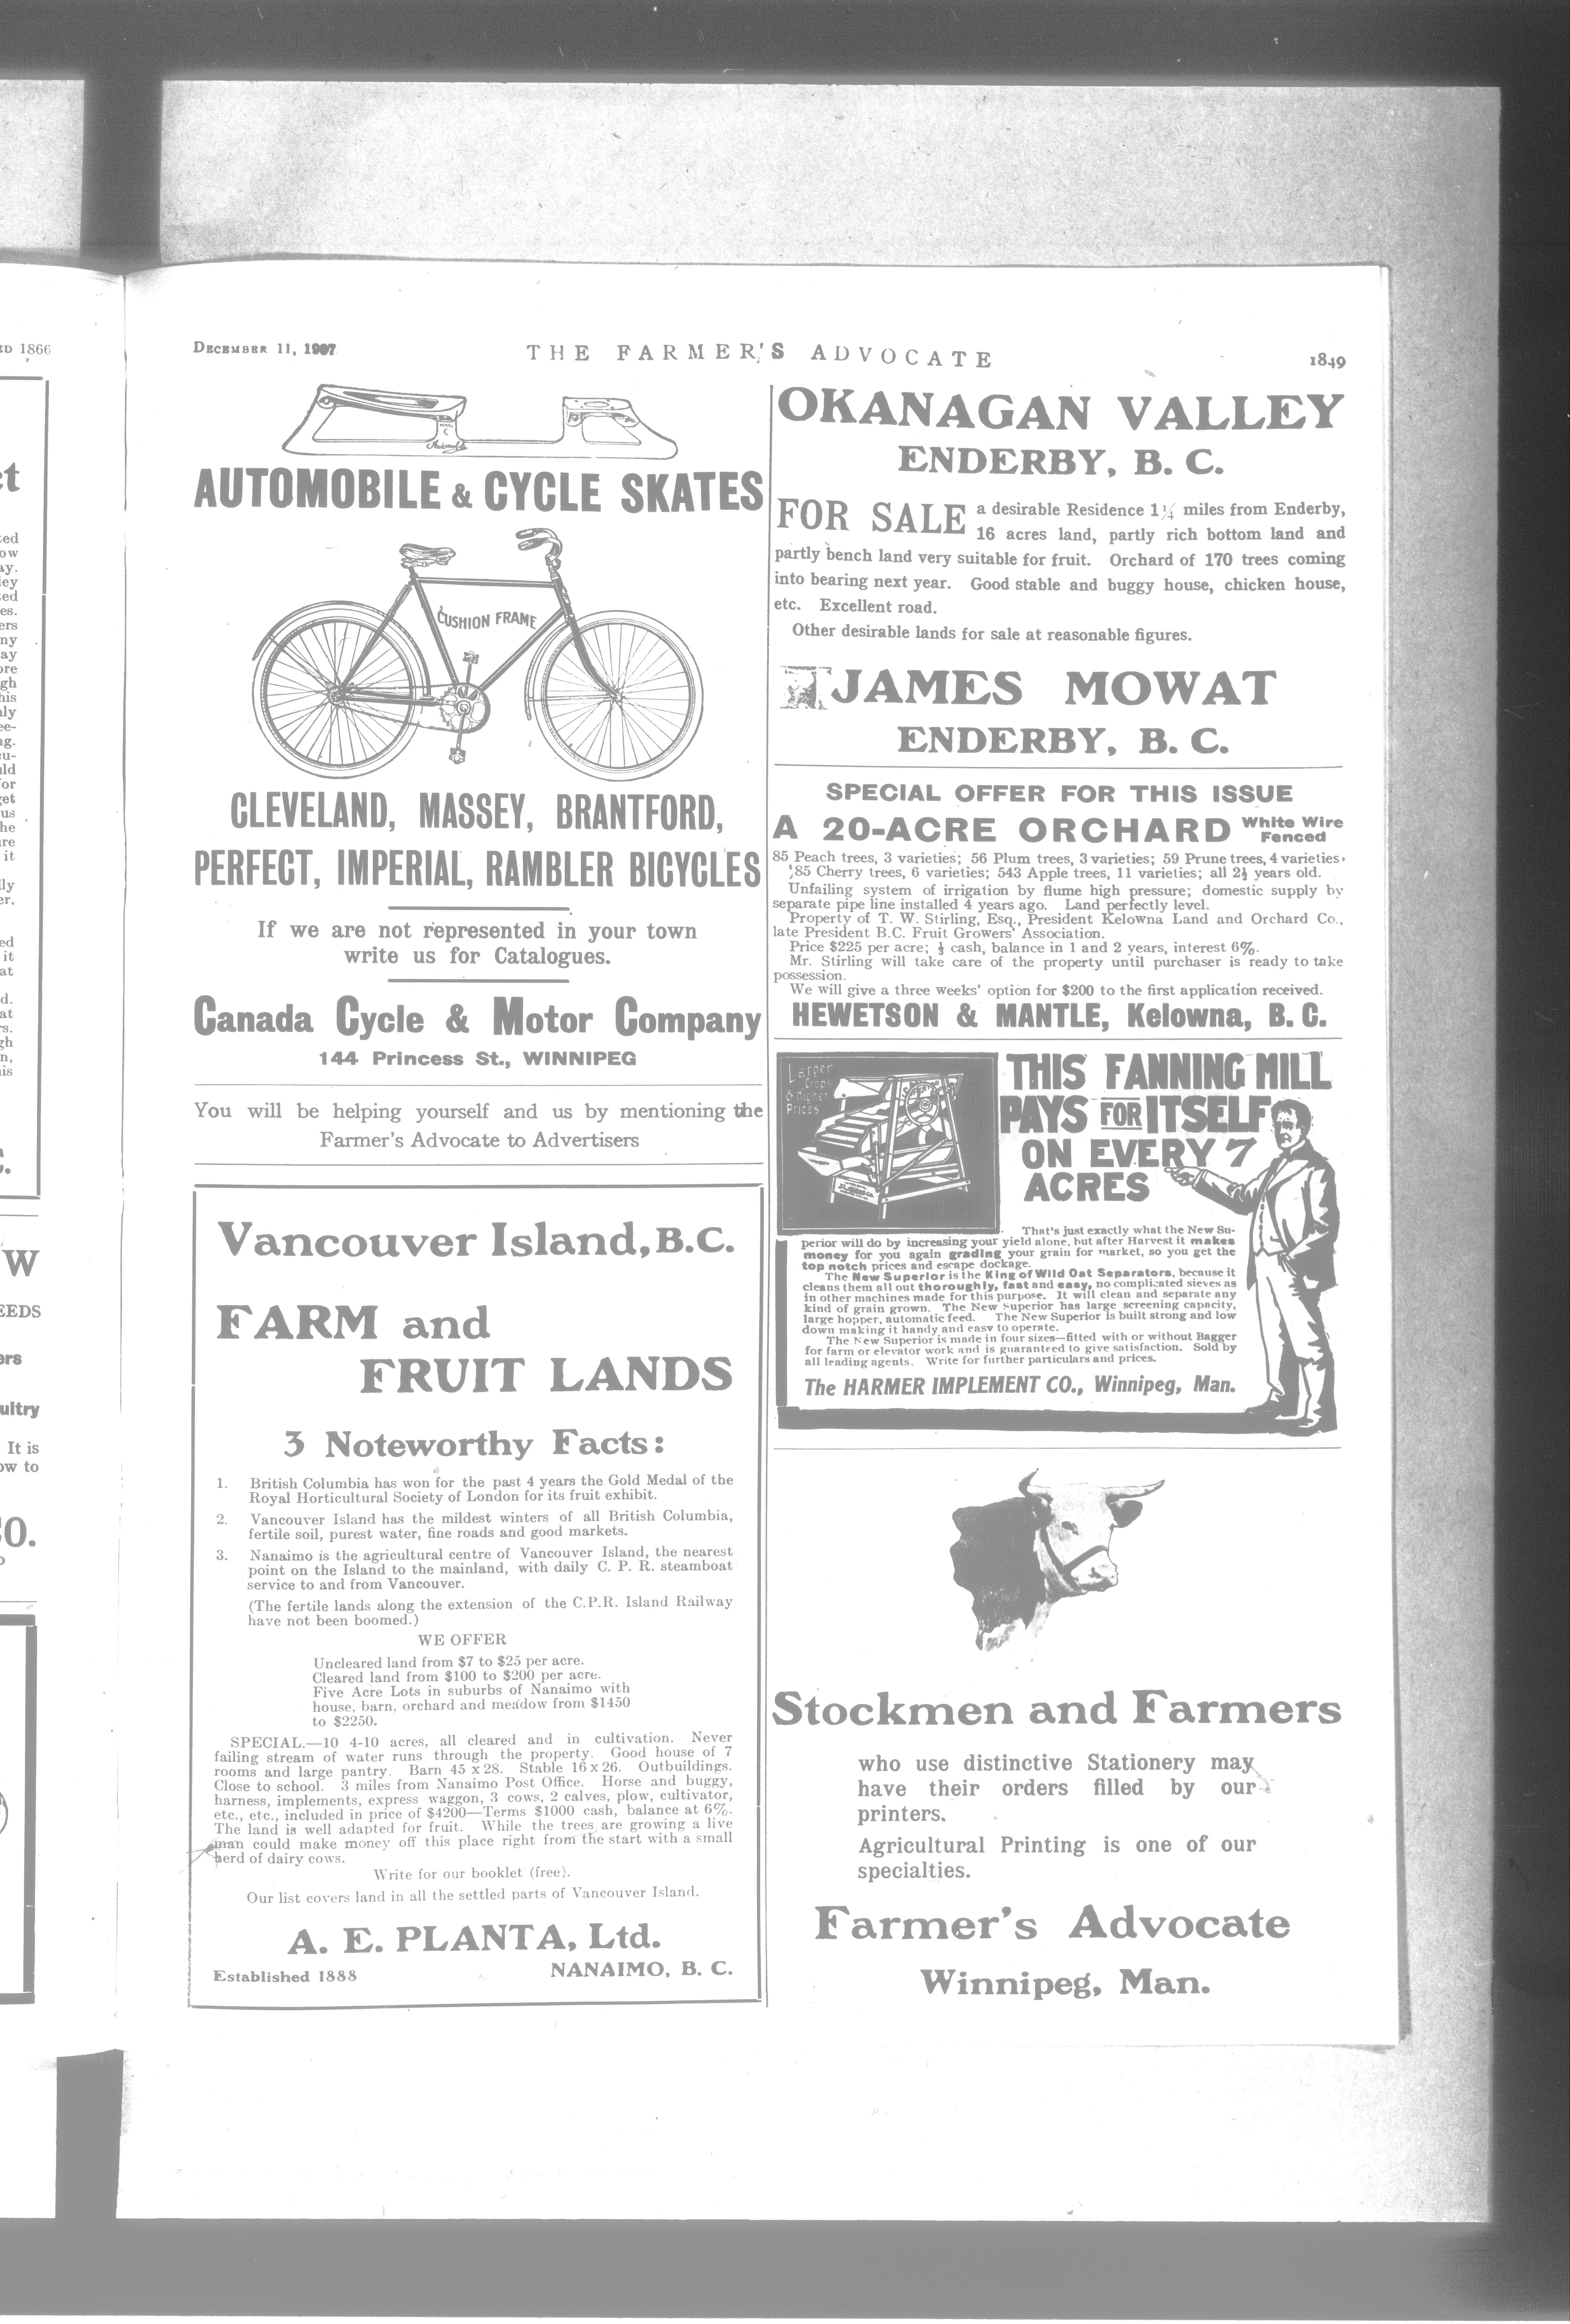 DECEMBER 11, 1907
THE FARMER'S ADVOCATE
1849
AUTOMOBILE & CYCLE SKATES
CUSHION FRAME
CLEVELAND, MASSEY, BRANTFORD,
PERFECT, IMPERIAL, RAMBLER BICYCLES
If we are not represented in your town
write us for Catalogues.
Canada Cycle & Motor Company
144 Princess St., WINNIPEG
You will be helping yourself and us by mentioning the
Farmer's Advocate to Advertisers
Vancouver Island, B.C.
FARM and
FRUIT LANDS
3 Noteworthy Facts:
1. British Columbia has won for the past 4 years the Gold Medal of the
Royal Horticultural Society of London for its fruit exhibit.
2. Vancouver Island has the mildest winters of all British Columbia,
fertile soil, purest water, fine roads and good markets.
3. Nanaimo is the agricultural centre of Vancouver Island, the nearest
point on the Island to the mainland, with daily C. P. R. steamboat
service to and from Vancouver.
(The fertile lands along the extension of the C.P.R. Island Railway
have not been boomed.)
WE OFFER
Uncleared land from $7 to $25 per acre.
Cleared land from $100 to $200 per acre.
Five Acre Lots in suburbs of Nanaimo with
house, barn, orchard and meadow from $1450
to $2250.
SPECIAL.—10 4-10 acres, all cleared and in cultivation. Never
failing stream of water runs through the property. Good house of 7
rooms and large pantry. Barn 45 x 28. Stable 16 x 26. Outbuildings.
Close to school. 3 miles from Nanaimo Post Office. Horse and buggy,
harness, implements, express waggon, 3 cows, 2 calves, plow, cultivator,
etc., etc., included in price of $4200—Terms $1000 cash, balance at 6%.
The land is well adapted for fruit. While the trees are growing a live
man could make money off this place right from the start with a small
herd of dairy cows.
Write for our booklet (free).
Our list covers land in all the settled parts of Vancouver Island.
A. E. PLANTA, Ltd.
Established 1888
NANAIMO, B. C.
OKANAGAN VALLEY
ENDERBY, B. C.
FOR SALE a desirable Residence 1¼ miles from Enderby,
16 acres land, partly rich bottom land and
partly bench land very suitable for fruit. Orchard of 170 trees coming
into bearing next year. Good stable and buggy house, chicken house,
etc. Excellent road.
Other desirable lands for sale at reasonable figures.
JAMES MOWAT
ENDERBY, B. C.
SPECIAL OFFER FOR THIS ISSUE
A 20-ACRE ORCHARD White Wire
Fenced
85 Peach trees, 3 varieties; 56 Plum trees, 3 varieties; 59 Prune trees, 4 varieties.
85 Cherry trees, 6 varieties; 543 Apple trees, 11 varieties; all 2½ years old.
Unfailing system of irrigation by flume high pressure; domestic supply by
separate pipe line installed 4 years ago. Land perfectly level.
Property of T. W. Stirling, Esq., President Kelowna Land and Orchard Co.,
late President B.C. Fruit Growers' Association.
Price $225 per acre; ⅓ cash, balance in 1 and 2 years, interest 6%.
Mr. Stirling will take care of the property until purchaser is ready to take
possession.
We will give a three weeks' option for $200 to the first application received.
HEWETSON & MANTLE, Kelowna, B. C.
Larger
Crops
& Higher
Prices
THIS FANNING MILL
PAYS FOR ITSELF
ON EVERY 7
ACRES
That's just exactly what the New Su-
perior will do by increasing your yield alone, but after Harvest it makes
money for you again grading your grain for market, so you get the
top notch prices and escape dockage.
The New Superior is the King of Wild Oat Separators, because it
cleans them all out thoroughly, fast and easy, no complicated sieves as
in other machines made for this purpose. It will clean and separate any
kind of grain grown. The New Superior has large screening capacity,
large hopper, automatic feed. The New Superior is built strong and low
down making it handy and easy to operate.
The New Superior is made in four sizes—fitted with or without Bagger
for farm or elevator work and is guaranteed to give satisfaction. Sold by
all leading agents. Write for further particulars and prices.
The HARMER IMPLEMENT CO., Winnipeg, Man.
Stockmen and Farmers
who use distinctive Stationery may
have their orders filled by our
printers.
Agricultural Printing is one of our
specialties.
Farmer's Advocate
Winnipeg, Man.